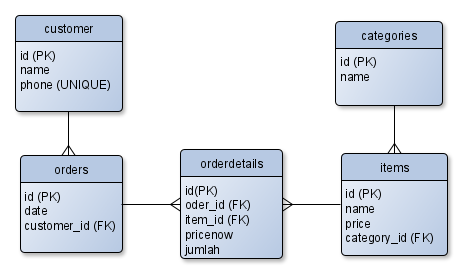 customer
id (PK)
name
phone (UNIQUE)
categories
id (PK)
name
orders
id (PK)
date
customer_id (FK)
orderdetails
id(PK)
oder_id (FK)
item_id (FK)
pricenow
jumlah
items
id (PK)
name
price
category_id (FK)